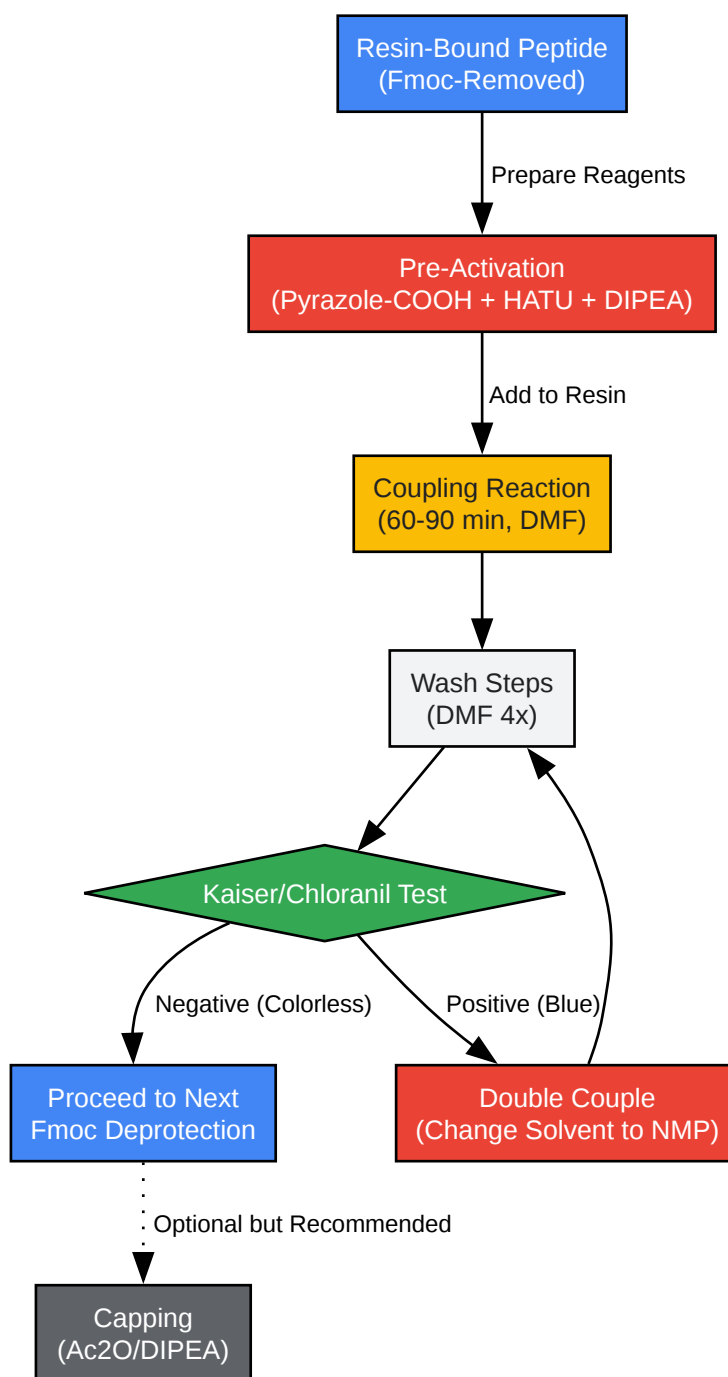 Resin-Bound Peptide
(Fmoc-Removed)
Prepare Reagents
Pre-Activation
(Pyrazole-COOH + HATU + DIPEA)
Add to Resin
Coupling Reaction
(60-90 min, DMF)
Wash Steps
(DMF 4x)
Kaiser/Chloranil Test
Negative (Colorless)
Positive (Blue)
Proceed to Next
Fmoc Deprotection
Double Couple
(Change Solvent to NMP)
Optional but Recommended
Capping
(Ac2O/DIPEA)